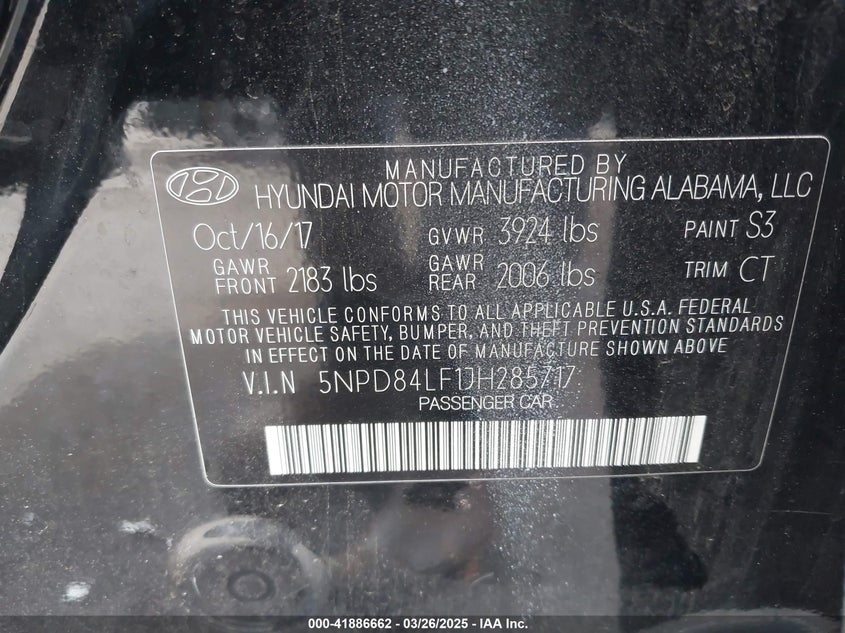 MANUFACTURED BY
HYUNDAI MOTOR MANUFACTURING ALABAMA, LLC
Oct/16/17 GVWR 3924 lbs PAINT S3
GAWR FRONT 2183 lbs GAWR REAR 2006 lbs TRIM CT
THIS VEHICLE CONFORMS TO ALL APPLICABLE U.S.A. FEDERAL
MOTOR VEHICLE SAFETY, BUMPER, AND THEFT PREVENTION STANDARDS
IN EFFECT ON THE DATE OF MANUFACTURE SHOWN ABOVE
V.I.N 5NPD84LF1JH285717
PASSENGER CAR
000-41886662 - 03/26/2025 - IAA Inc.